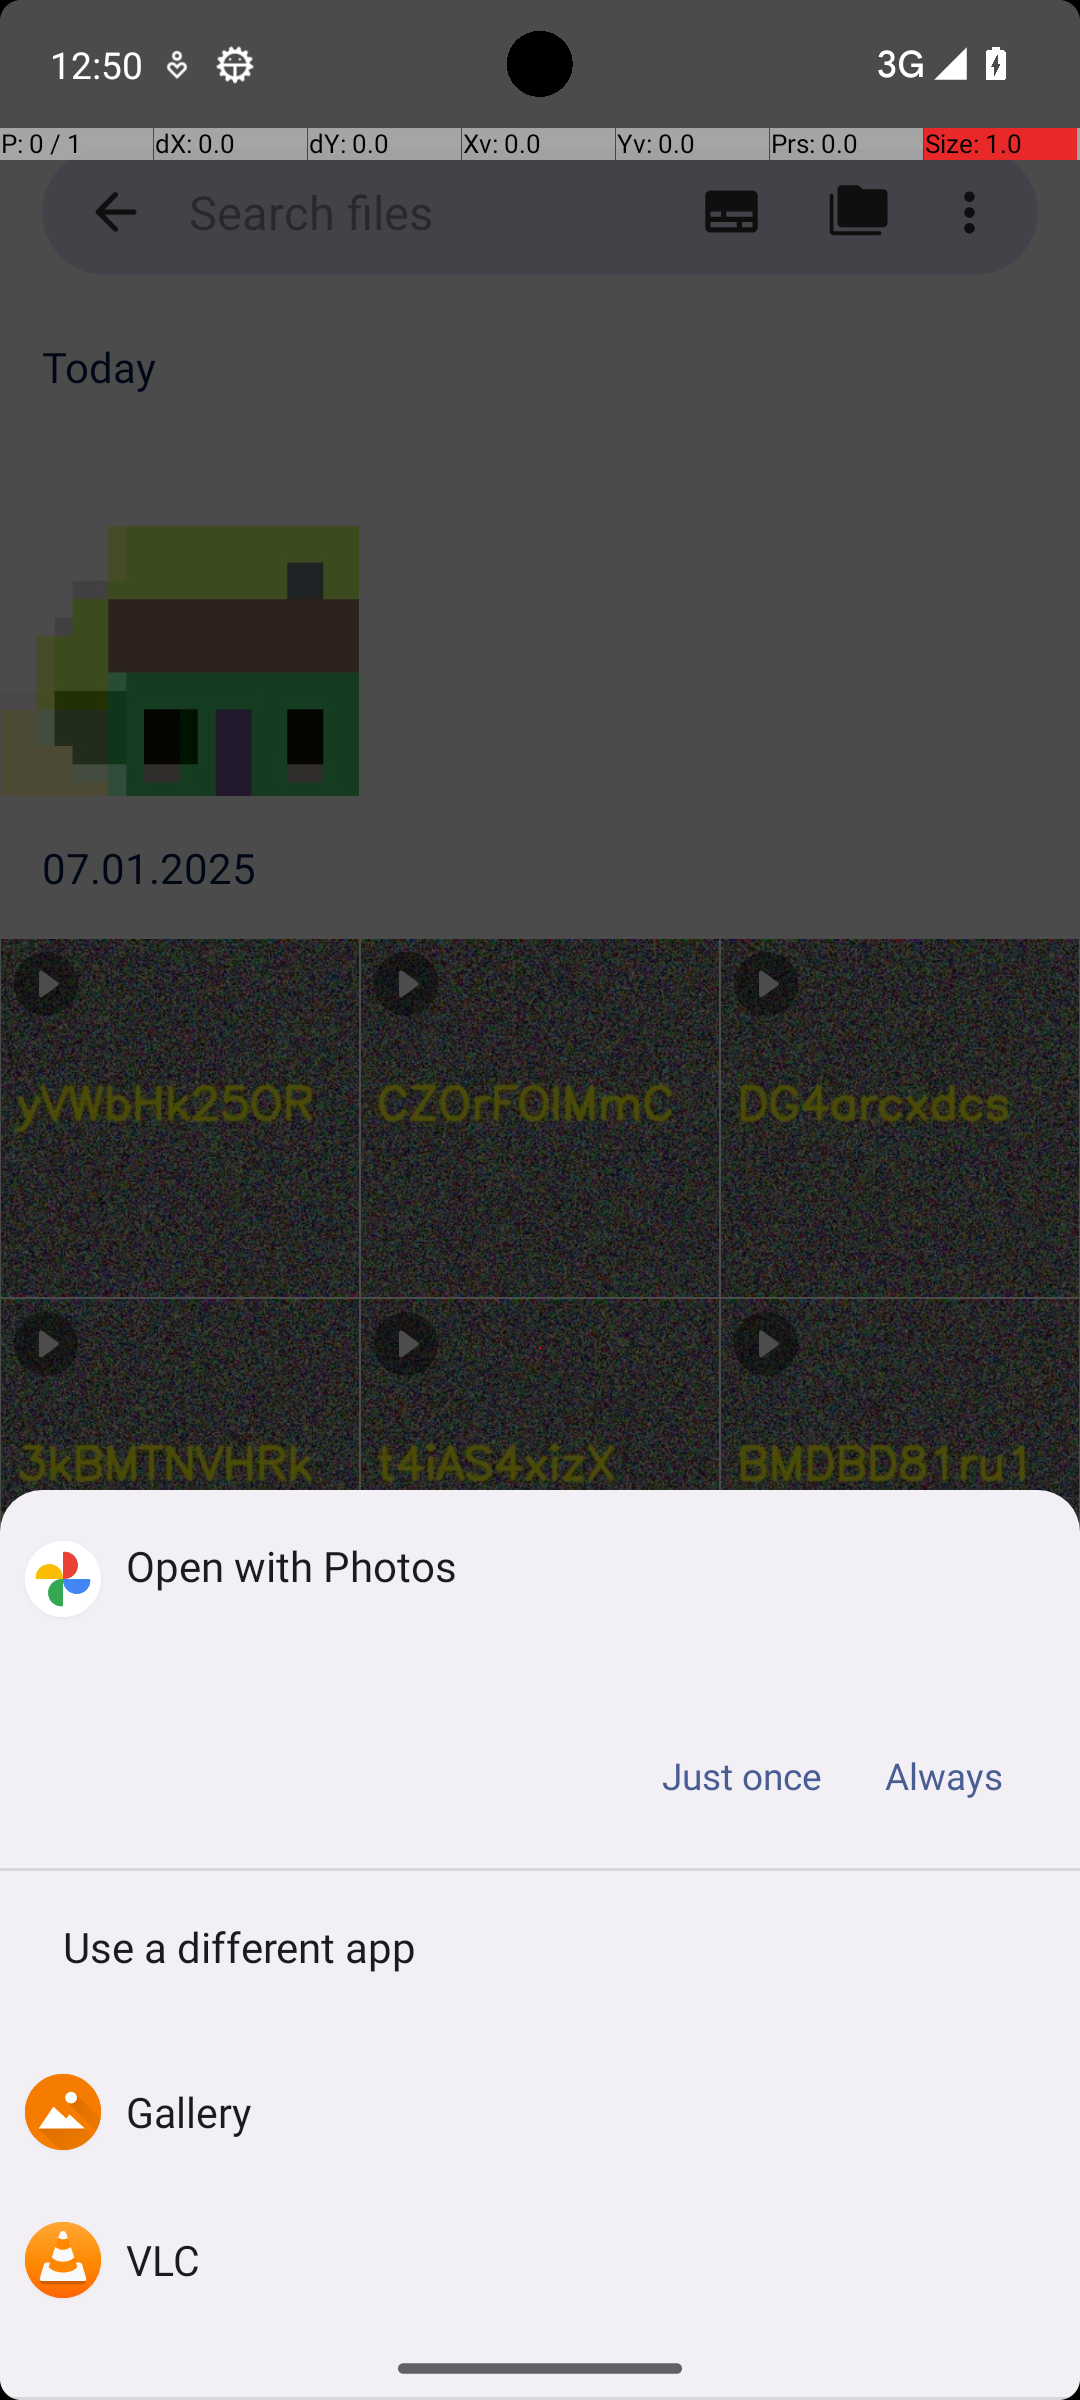 12:50
3G
P: 0 / 1 dX: 0.0 dY: 0.0 Xv: 0.0 Yv: 0.0 Prs: 0.0 Size: 1.0
Search files
Today
07.01.2025
yVWbHk25OR CZOrFOIMmC DG4arcxdcs
3kBMTNVHRk t4iAS4xizX BMDBD81ru1
Open with Photos
Just once Always
Use a different app
Gallery
VLC